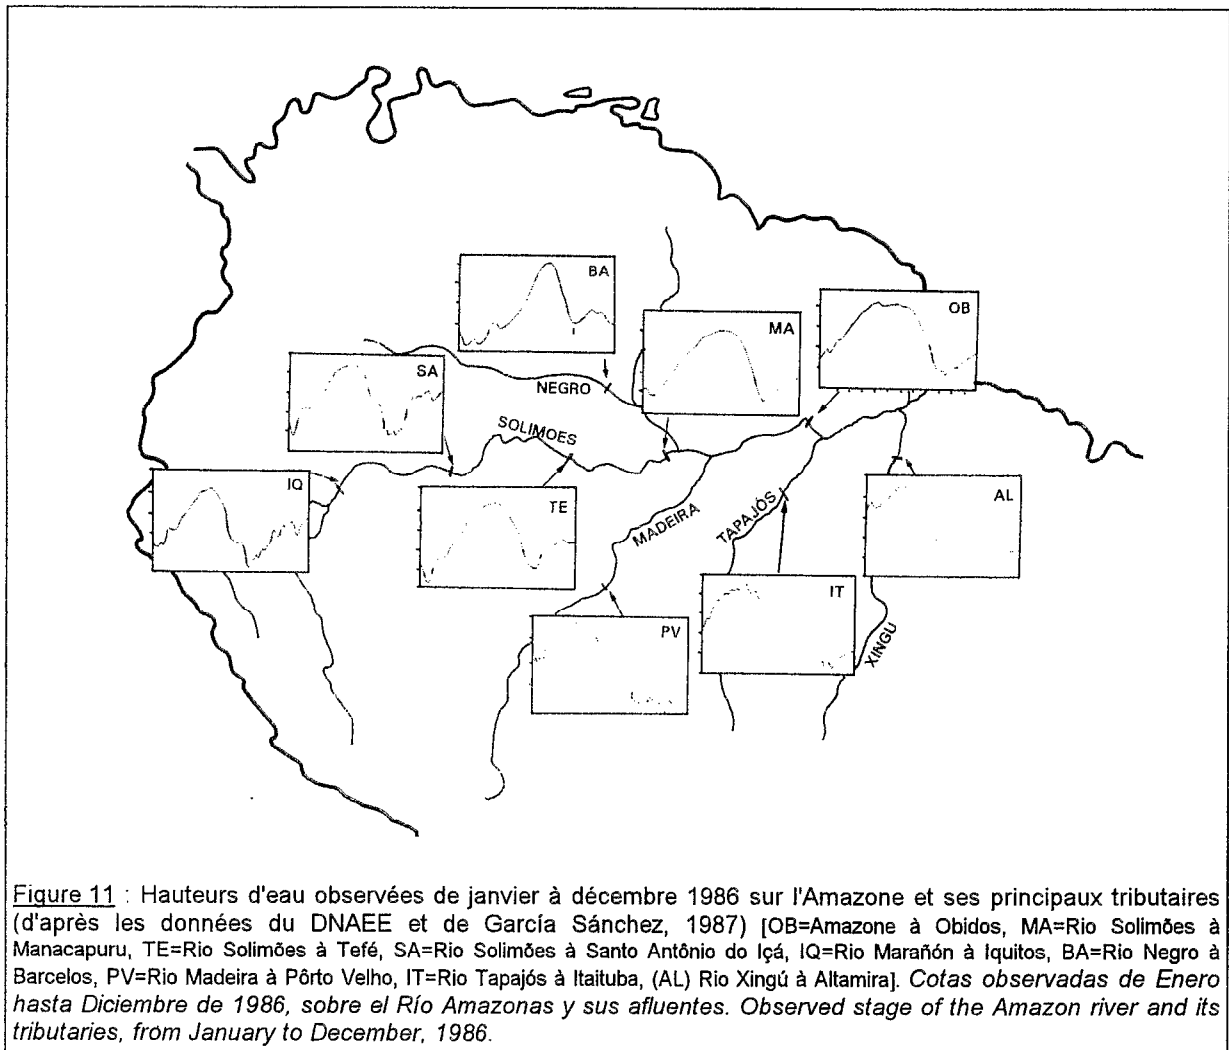 BA
MA
OB
SA
NEGRO
SOLIMOES
IQ
TE
MADEIRA
TAPAJÓS
AL
PV
IT
XINGU
Figure 11 : Hauteurs d'eau observées de janvier à décembre 1986 sur l'Amazone et ses principaux tributaires
(d'après les données du DNAEE et de García Sánchez, 1987) [OB=Amazone à Obidos, MA=Rio Solimões à
Manacapuru, TE=Rio Solimões à Tefé, SA=Rio Solimões à Santo Antônio do Içá, IQ=Rio Marañón à Iquitos, BA=Rio Negro à
Barcelos, PV=Rio Madeira à Pôrto Velho, IT=Rio Tapajós à Itaituba, (AL) Rio Xingú à Altamira]. Cotas observadas de Enero
hasta Diciembre de 1986, sobre el Río Amazonas y sus afluentes. Observed stage of the Amazon river and its
tributaries, from January to December, 1986.